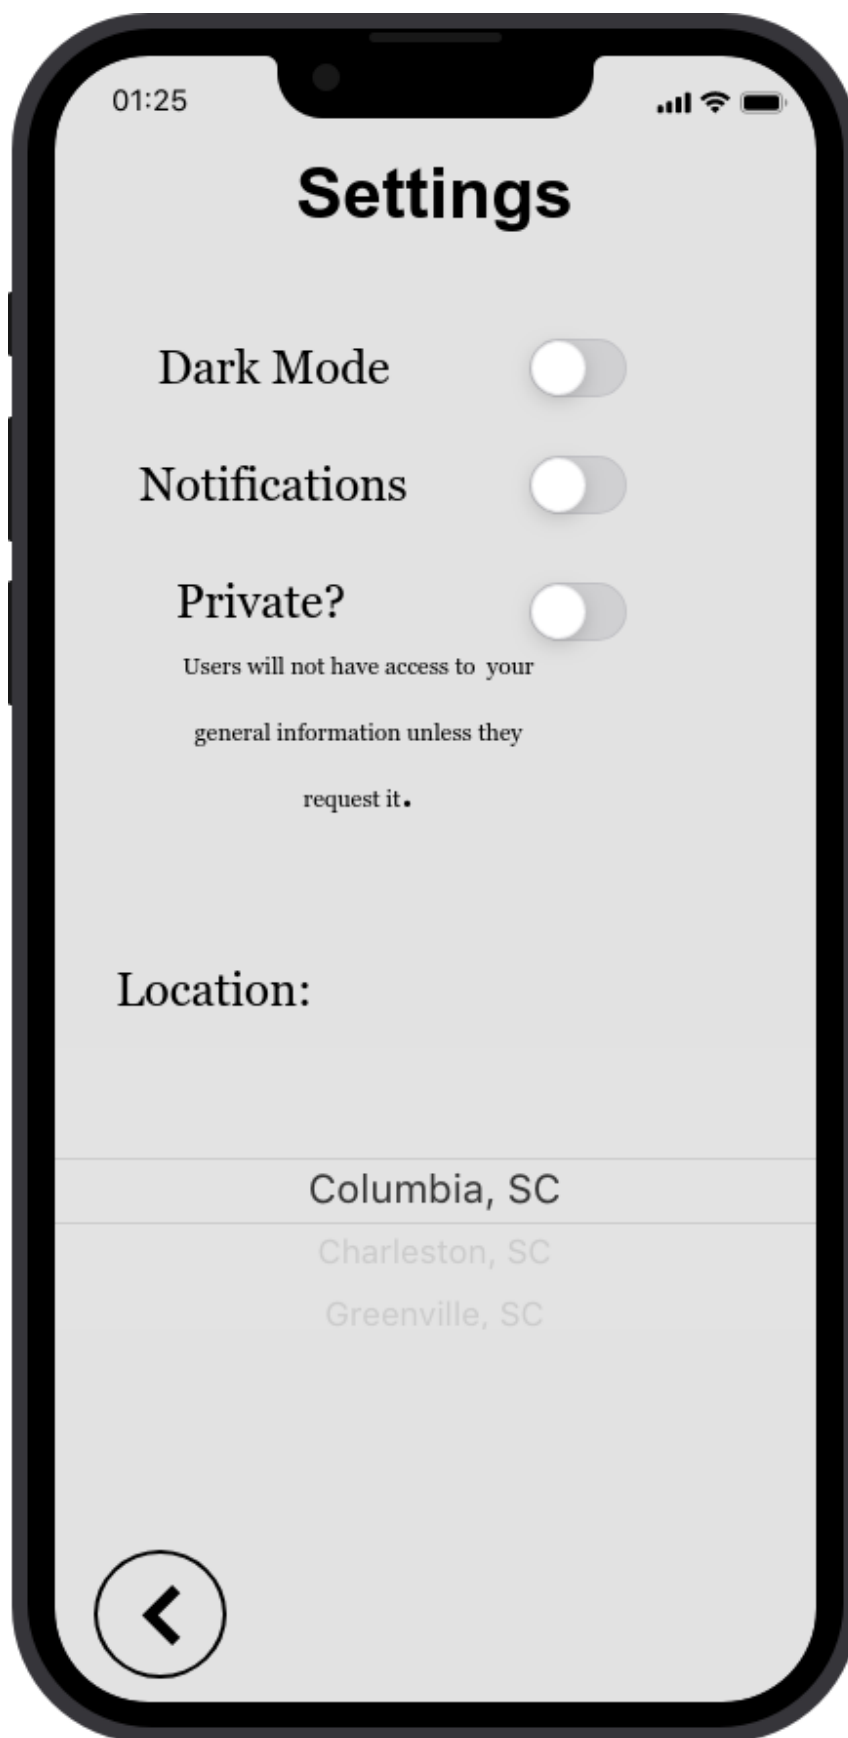 01:25
Settings
Dark Mode
Notifications
Private?
Users will not have access to  your
general information unless they
request it.
Location:
Columbia, SC
Charleston, SC
Greenville, SC